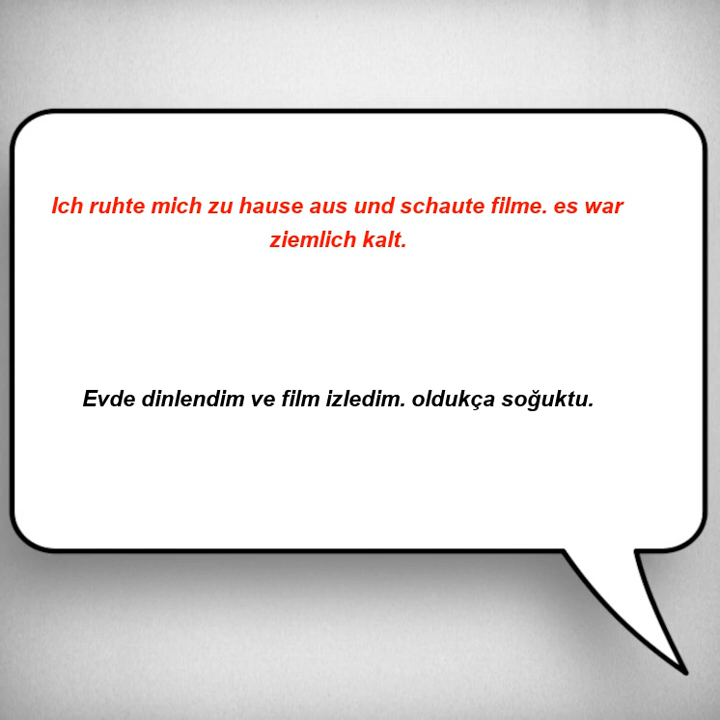 Ich ruhte mich zu hause aus und schaute filme. es war
ziemlich kalt.
Evde dinlendim ve film izledim. oldukça soğuktu.